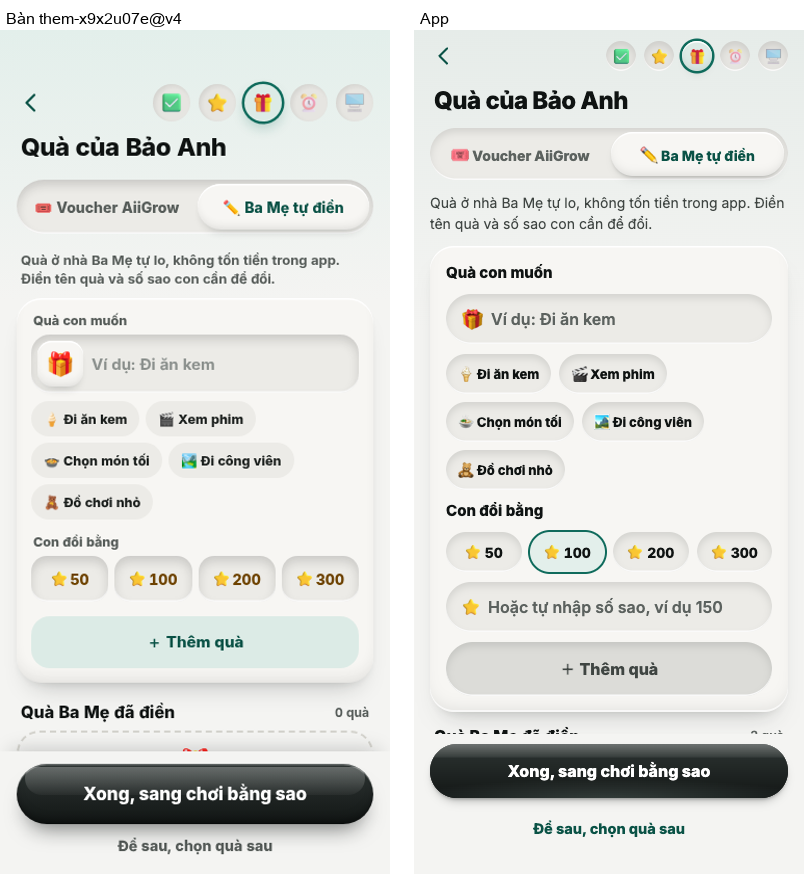 Bản them-x9x2u07e@v4
Quà của Bảo Anh
Voucher AiiGrow
Ba Mẹ tự điền
Quà ở nhà Ba Mẹ tự lo, không tốn tiền trong app.
Điền tên quà và số sao con cần để đổi.
Quà con muốn
Ví dụ: Đi ăn kem
Đi ăn kem
Xem phim
Chọn món tối
Đi công viên
Đồ chơi nhỏ
Con đổi bằng
50
100
200
300
+ Thêm quà
Quà Ba Mẹ đã điền
0 quà
Xong, sang chơi bằng sao
Để sau, chọn quà sau
App
Quà của Bảo Anh
Voucher AiiGrow
Ba Mẹ tự điền
Quà ở nhà Ba Mẹ tự lo, không tốn tiền trong app. Điền
tên quà và số sao con cần để đổi.
Quà con muốn
Ví dụ: Đi ăn kem
Đi ăn kem
Xem phim
Chọn món tối
Đi công viên
Đồ chơi nhỏ
Con đổi bằng
50
100
200
300
Hoặc tự nhập số sao, ví dụ 150
+ Thêm quà
Quà Ba Mẹ đã điền
Xong, sang chơi bằng sao
Để sau, chọn quà sau